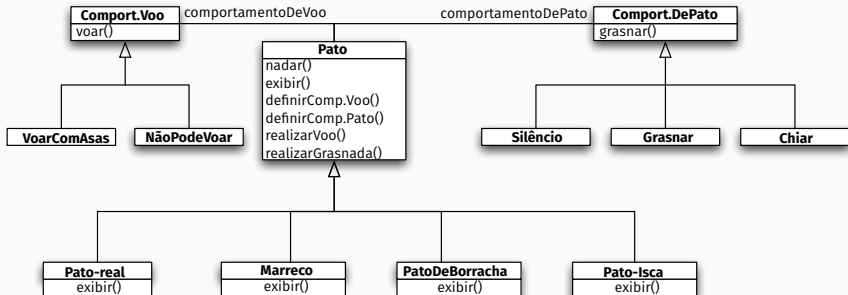 Comport.Voo
voar()
comportamentoDeVoo
comportamentoDePato
Comport.DePato
grasnar()
Pato
nadar()
exibir()
definirComp.Voo()
definirComp.Pato()
realizarVoo()
realizarGrasnada()
VoarComAsas
NãoPodeVoar
Silêncio
Grasnar
Chiar
Pato-real
exibir()
Marreco
exibir()
PatoDeBorracha
exibir()
Pato-Isca
exibir()